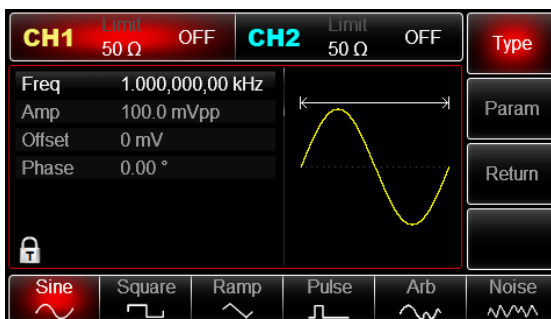 CH1 Limit 50 Ω OFF CH2 Limit 50 Ω OFF Type
Freq 1.000,000,00 kHz
Amp 100.0 mVpp Param
Offset 0 mV
Phase 0.00 ° Return
T
Sine Square Ramp Pulse Arb Noise